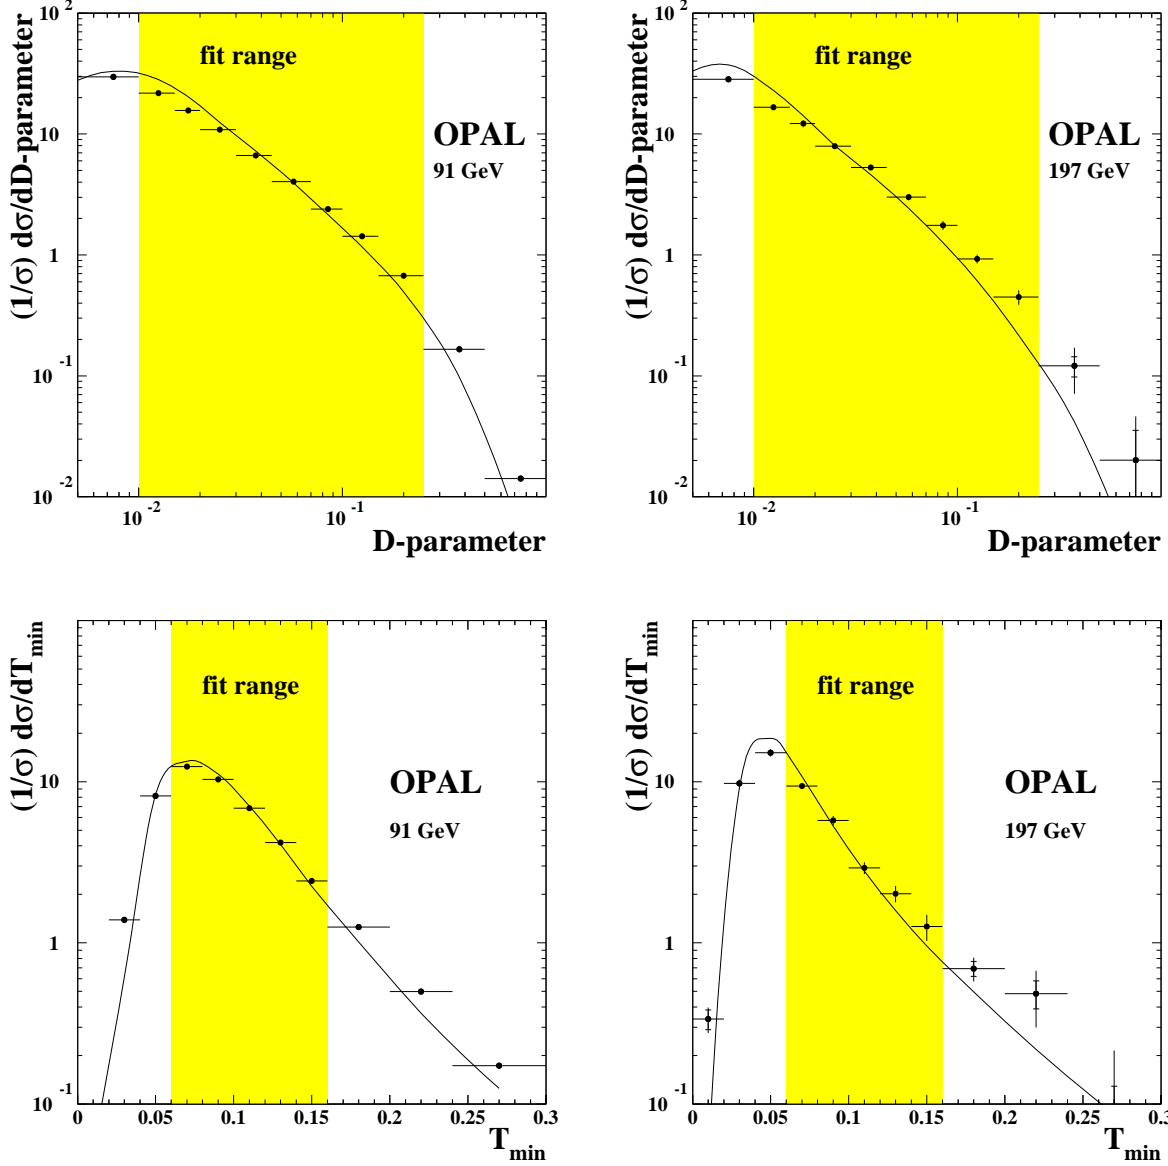 (1/σ) dσ/dD-parameter
10 2
10
1
10 -1
10 -2
fit range
OPAL
91 GeV
10 -2
10 -1
D-parameter
(1/σ) dσ/dD-parameter
10 2
10
1
10 -1
10 -2
fit range
OPAL
197 GeV
10 -2
10 -1
D-parameter
(1/σ) dσ/dTmin
10
1
10 -1
fit range
OPAL
91 GeV
0 0.05 0.1 0.15 0.2 0.25 0.3
Tmin
(1/σ) dσ/dTmin
10
1
10 -1
fit range
OPAL
197 GeV
0 0.05 0.1 0.15 0.2 0.25 0.3
Tmin